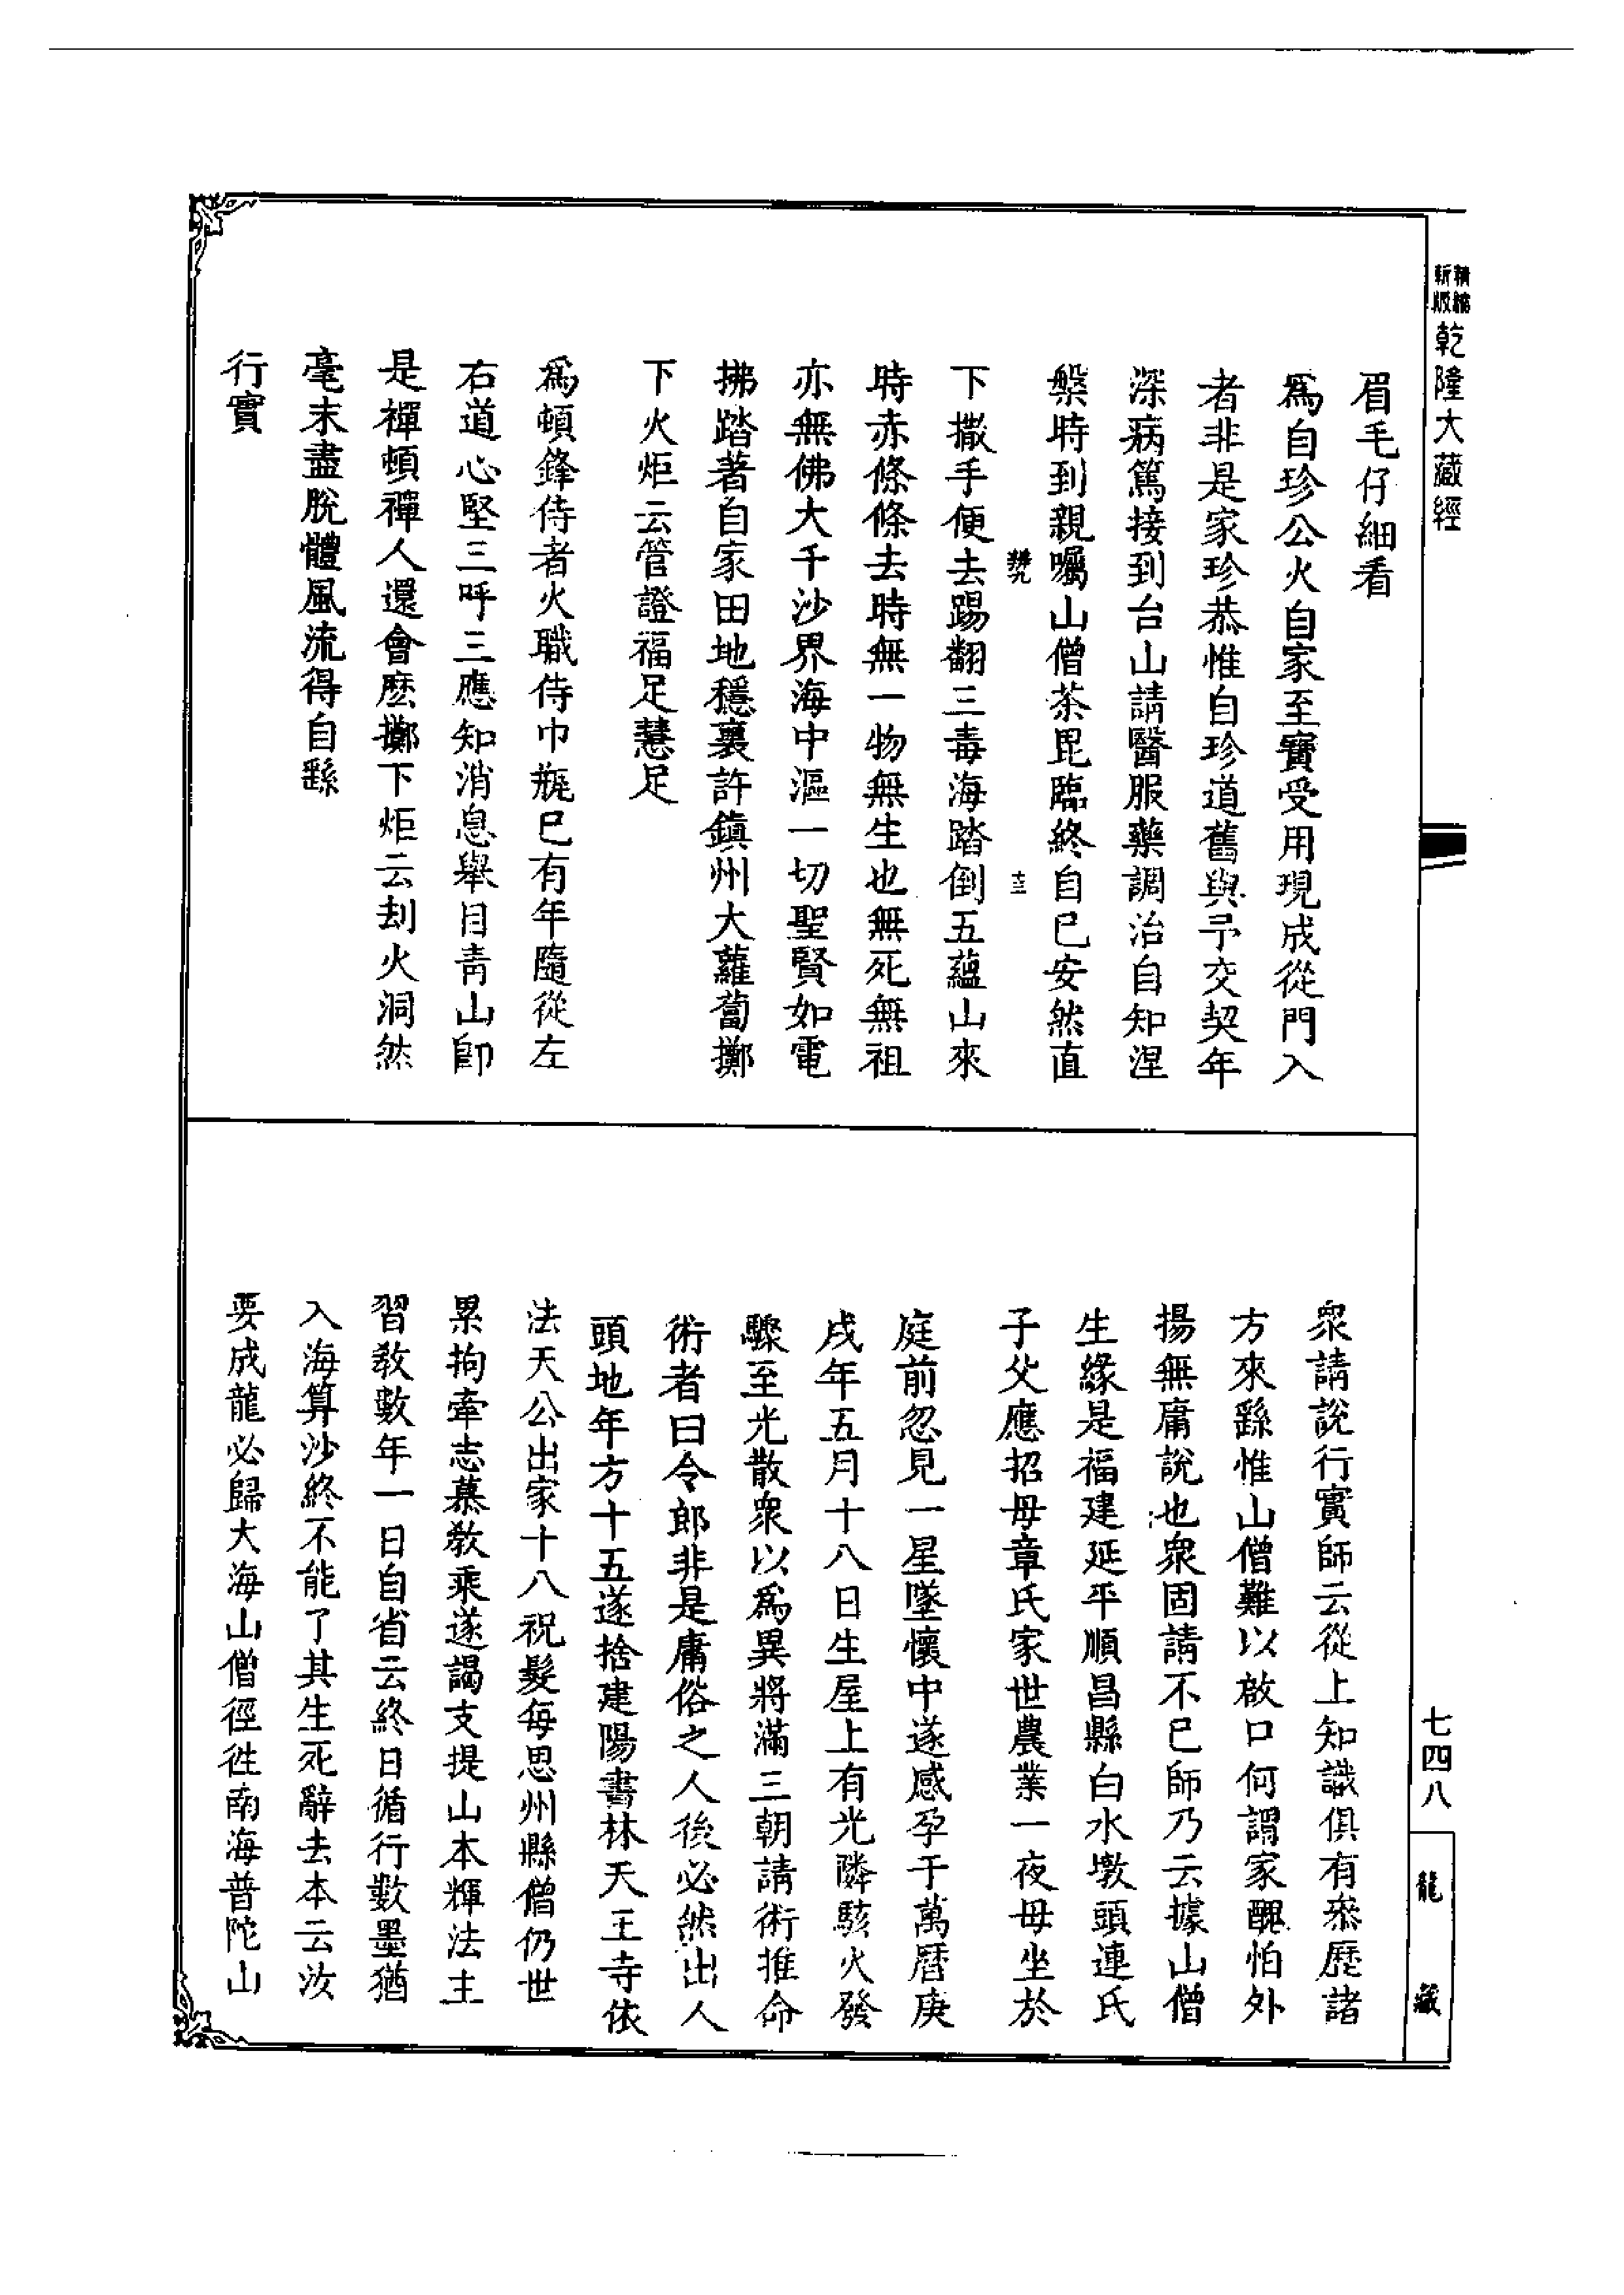 精縮
新版
乾隆大藏經
眉毛仔細看
爲自珍公火自家至寶受用現成從門入
者非是家珍恭惟自珍道舊與予交契年
深病篤接到台山請醫服藥調治自知涅
槃時到親囑山僧茶毘臨終自己安然直
下撒手便去踢翻三毒海踏倒五蘊山來
時赤條條去時無一物無生也無死無祖
亦無佛大千沙界海中漚一切聖賢如電
拂踏著自家田地穩裏許鎮州大蘿蔔擲
下火炬云管證福足慧足
爲頓鋒侍者火職侍巾瓶已有年隨從左
右道心堅三呼三應知消息舉目青山卽
是禪頓禪人還會麽擲下炬云刦火洞然
毫末盡脫體風流得自繇
行實
眾請說行實師云從上知識俱有叅歷諸
方來繇惟山僧難以啟口何謂家醜怕外
揚無庸說也眾固請不已師乃云據山僧
生緣是福建延平順昌縣白水墩頭連氏
子父應招母章氏家世農業一夜母坐於
庭前忽見一星墜懷中遂感孕于萬曆庚
戌年五月十八日生屋上有光隣駭火發
驟至光散眾以爲異將滿三朝請術推命
術者曰令郎非是庸俗之人後必然出人
頭地年方十五遂捨建陽書林天王寺依
法天公出家十八祝髮每思州縣僧仍世
累拘牽志慕教乘遂謁支提山本輝法主
習教數年一日自省云終日循行數墨猶
入海算沙終不能了其生死辭去本云汝
要成龍必歸大海山僧徑徃南海普陀山
七四八
龍藏